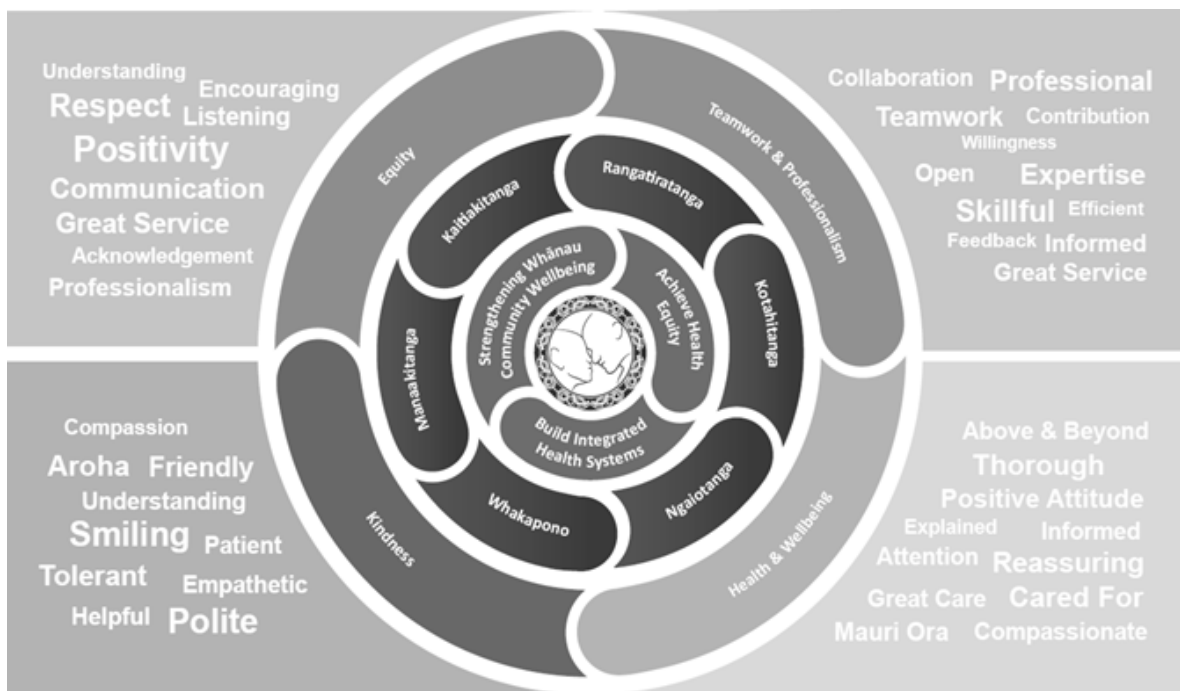 Understanding
Encouraging
Respect
Listening
Positivity
Communication
Great Service
Acknowledgement
Professionalism
Collaboration
Professional
Teamwork
Contribution
Willingness
Open
Expertise
Skillful
Efficient
Feedback
Informed
Great Service
Equity
Teamwork & Professionalism
Kindness
Health & Wellbeing
Kaitiakitanga
Rangatiratanga
Kotahitanga
Ngaiotanga
Whakapono
Manaakitanga
Strengthening Whānau
Community Wellbeing
Achieve Health
Equity
Build Integrated
Health Systems
Compassion
Aroha
Friendly
Understanding
Smiling
Patient
Tolerant
Empathetic
Helpful
Polite
Above & Beyond
Thorough
Positive Attitude
Explained
Informed
Attention
Reassuring
Great Care
Cared For
Mauri Ora
Compassionate